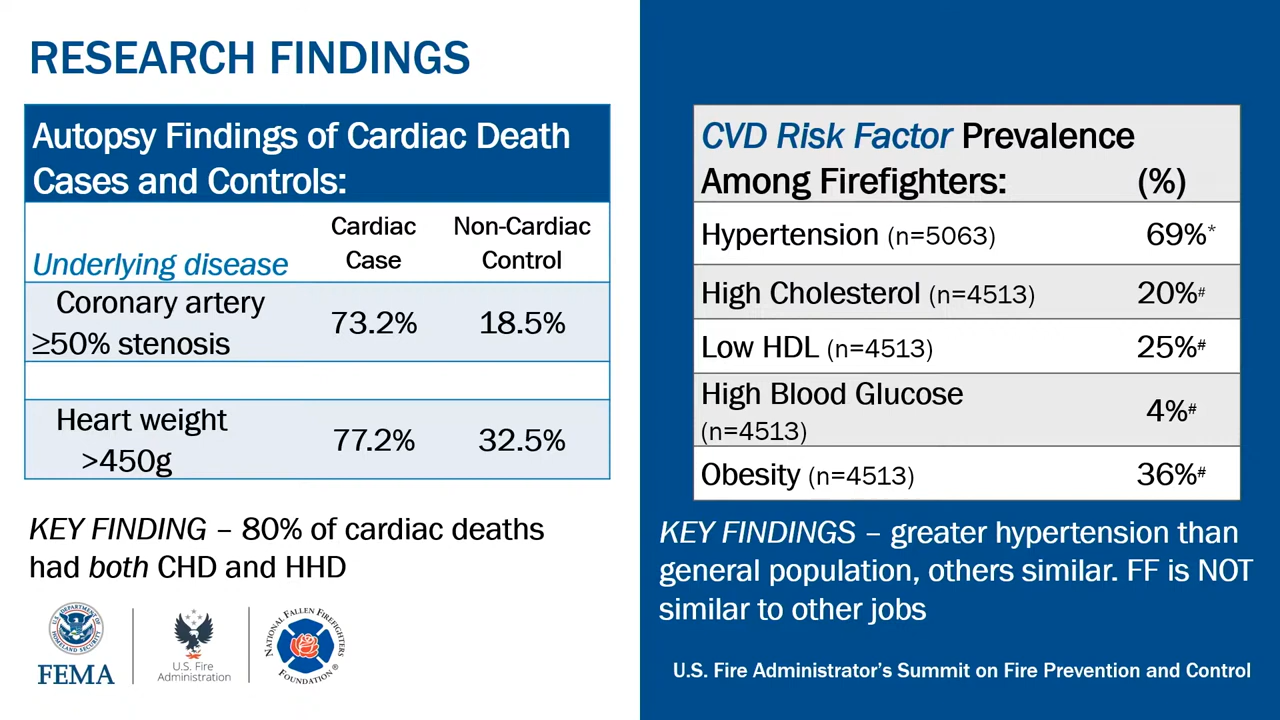 RESEARCH FINDINGS
Autopsy Findings of Cardiac Death
Cases and Controls:
Cardiac Non-Cardiac
Underlying disease Case Control
Coronary artery
≥50% stenosis 73.2% 18.5%
Heart weight
>450g 77.2% 32.5%
KEY FINDING – 80% of cardiac deaths
had both CHD and HHD
U.S. DEPARTMENT OF
HOMELAND SECURITY
FEMA
U.S. Fire
Administration
NATIONAL FALLEN FIREFIGHTERS
FOUNDATION ®
CVD Risk Factor Prevalence
Among Firefighters: (%)
Hypertension (n=5063) 69%*
High Cholesterol (n=4513) 20%#
Low HDL (n=4513) 25%#
High Blood Glucose
(n=4513) 4%#
Obesity (n=4513) 36%#
KEY FINDINGS – greater hypertension than
general population, others similar. FF is NOT
similar to other jobs
U.S. Fire Administrator's Summit on Fire Prevention and Control